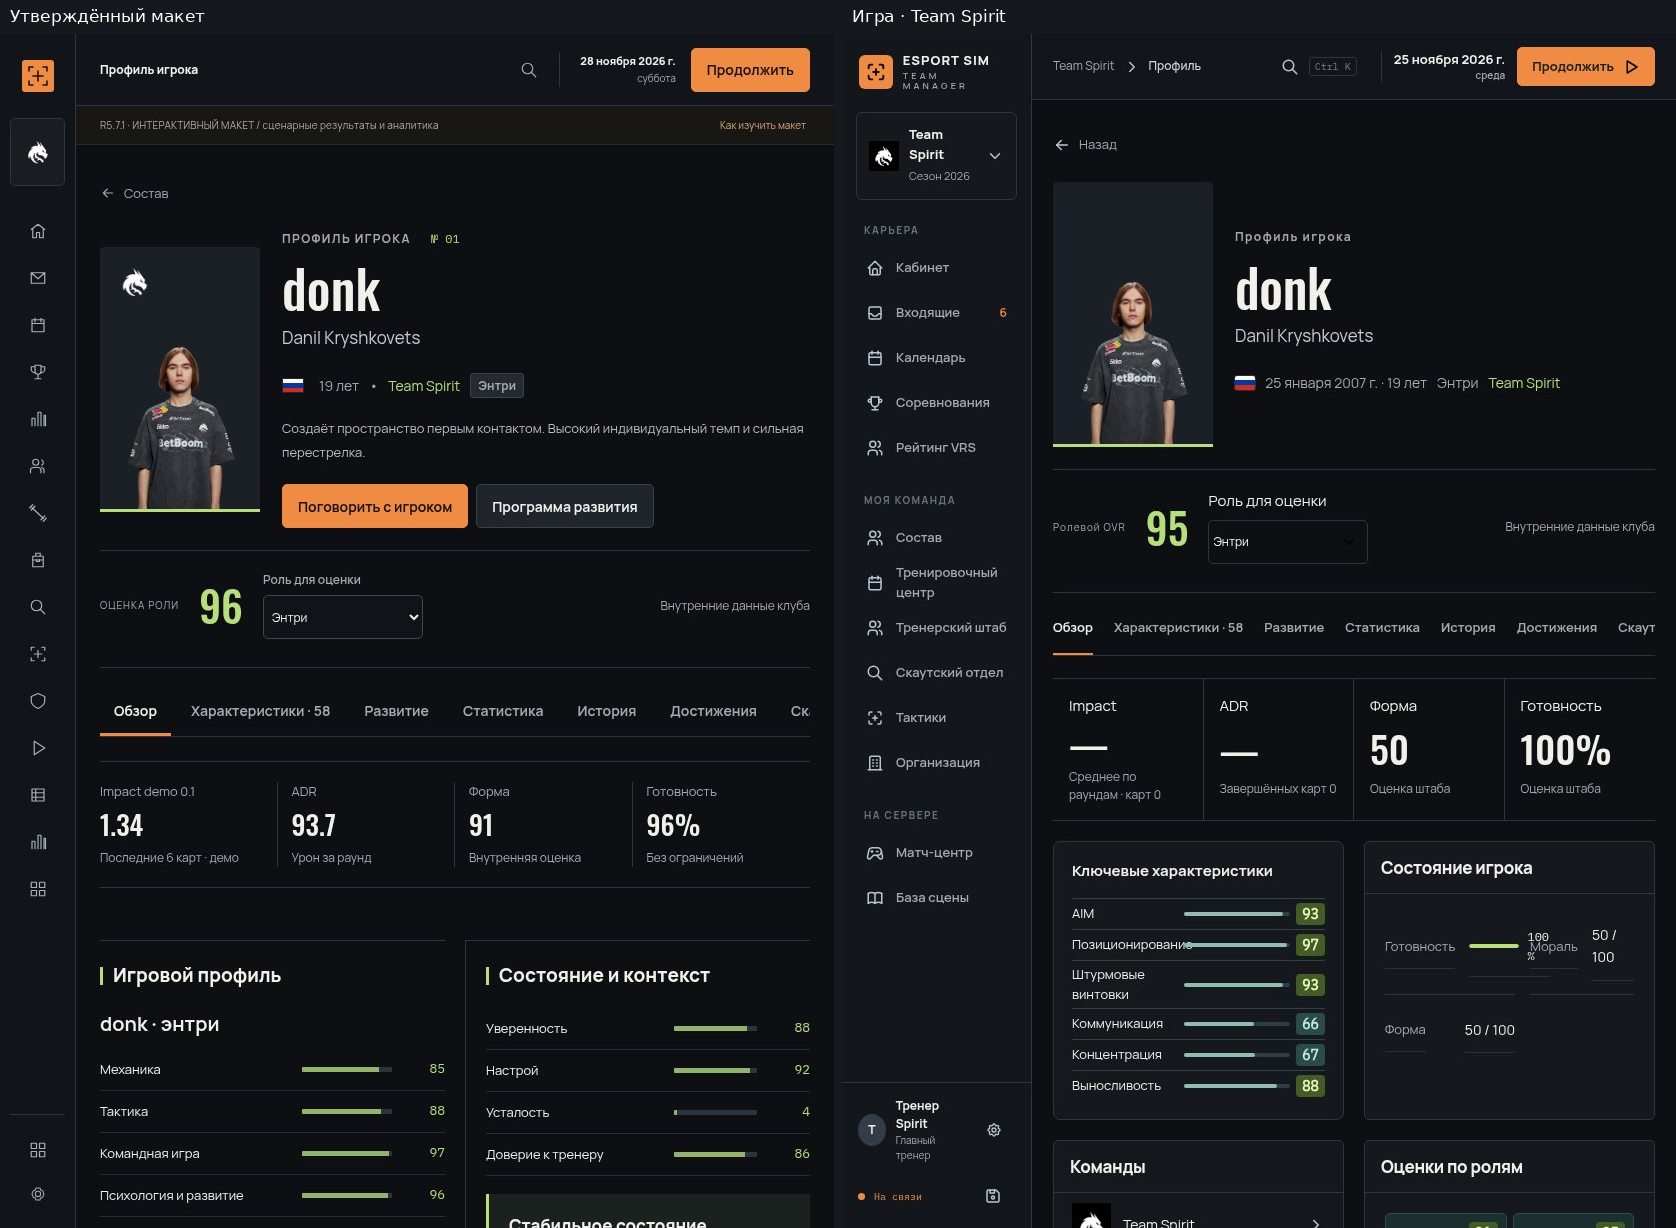 Утверждённый макет
Профиль игрока
28 ноября 2026 г.
суббота
Продолжить
R5.7.1 · ИНТЕРАКТИВНЫЙ МАКЕТ / сценарные результаты и аналитика
Как изучить макет
Состав
ПРОФИЛЬ ИГРОКА № 01
donk
Danil Kryshkovets
19 лет • Team Spirit Энтри
Создаёт пространство первым контактом. Высокий индивидуальный темп и сильная
перестрелка.
Поговорить с игроком
Программа развития
BetBoom
ОЦЕНКА РОЛИ
96
Роль для оценки
Энтри
Внутренние данные клуба
Обзор
Характеристики · 58
Развитие
Статистика
История
Достижения
Ск
Impact demo 0.1
1.34
Последние 6 карт · демо
ADR
93.7
Урон за раунд
Форма
91
Внутренняя оценка
Готовность
96%
Без ограничений
Игровой профиль
donk · энтри
Механика 85
Тактика 88
Командная игра 97
Психология и развитие 96
Состояние и контекст
Уверенность 88
Настрой 92
Усталость 4
Доверие к тренеру 86
Стабильное состояние
Игра · Team Spirit
ESPORT SIM
TEAM
MANAGER
Team
Spirit
Сезон 2026
КАРЬЕРА
Кабинет
Входящие 6
Календарь
Соревнования
Рейтинг VRS
МОЯ КОМАНДА
Состав
Тренировочный
центр
Тренерский штаб
Скаутский отдел
Тактики
Организация
НА СЕРВЕРЕ
Матч-центр
База сцены
T
Тренер
Spirit
Главный
тренер
На связи
Team Spirit
Профиль
Ctrl K
25 ноября 2026 г.
среда
Продолжить
Назад
BetBoom
Профиль игрока
donk
Danil Kryshkovets
25 января 2007 г. · 19 лет Энтри Team Spirit
Ролевой OVR
95
Роль для оценки
Энтри
Внутренние данные клуба
Обзор
Характеристики · 58
Развитие
Статистика
История
Достижения
Скаут
Impact
—
Среднее по
раундам · карт 0
ADR
—
Завершённых карт 0
Форма
50
Оценка штаба
Готовность
100%
Оценка штаба
Ключевые характеристики
AIM 93
Позиционирование 97
Штурмовые
винтовки 93
Коммуникация 66
Концентрация 67
Выносливость 88
Состояние игрока
Готовность
100
%
Мораль
50 /
100
Форма
50 / 100
Команды
Team Spirit
Оценки по ролям